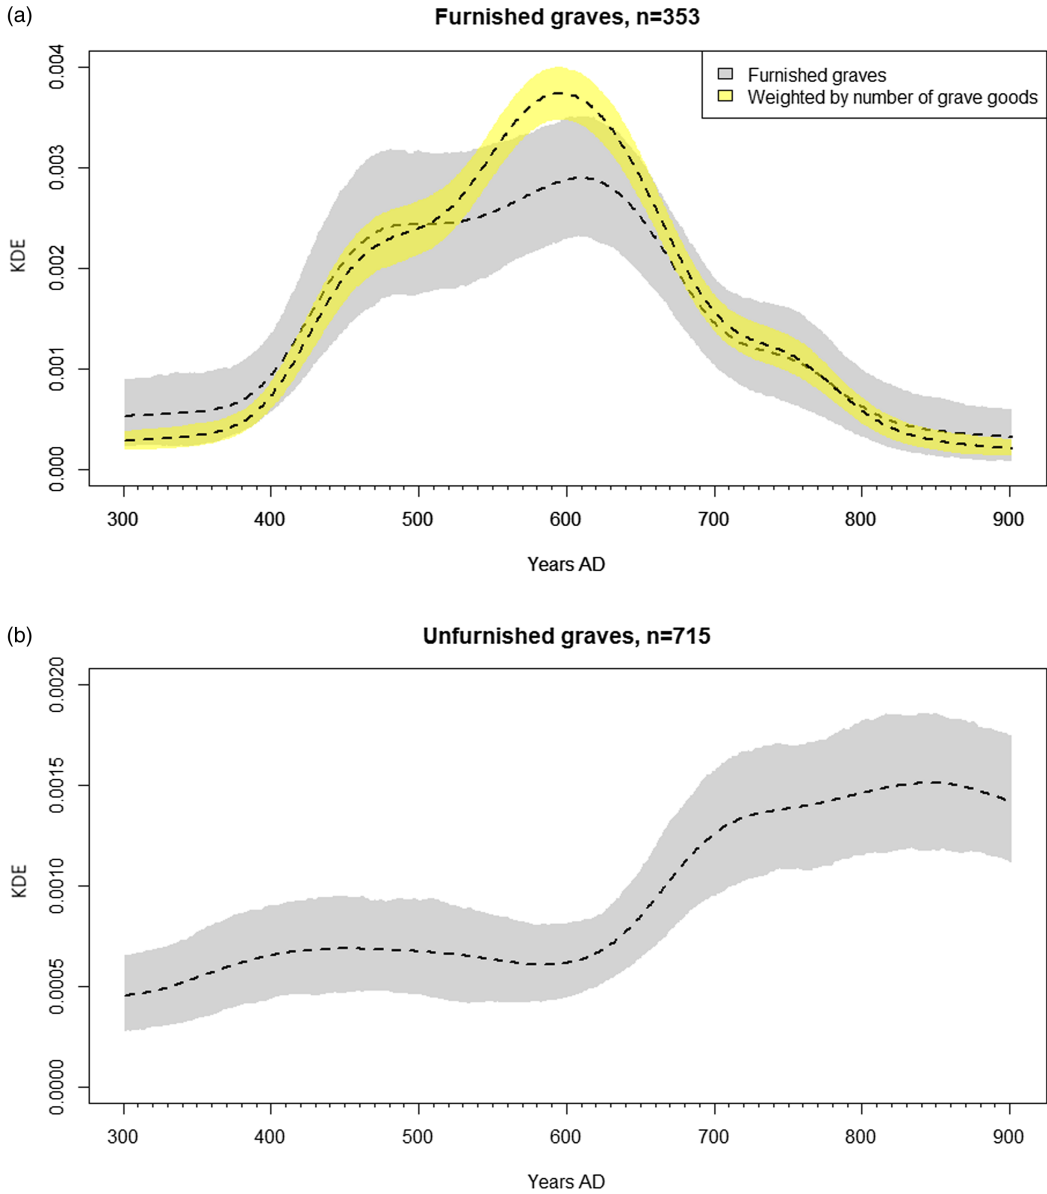 (a)
Furnished graves, n=353
Furnished graves
Weighted by number of grave goods
KDE
0.004
0.003
0.002
0.001
0.000
300 400 500 600 700 800 900
Years AD
(b)
Unfurnished graves, n=715
KDE
0.0020
0.0015
0.0010
0.0005
0.0000
300 400 500 600 700 800 900
Years AD